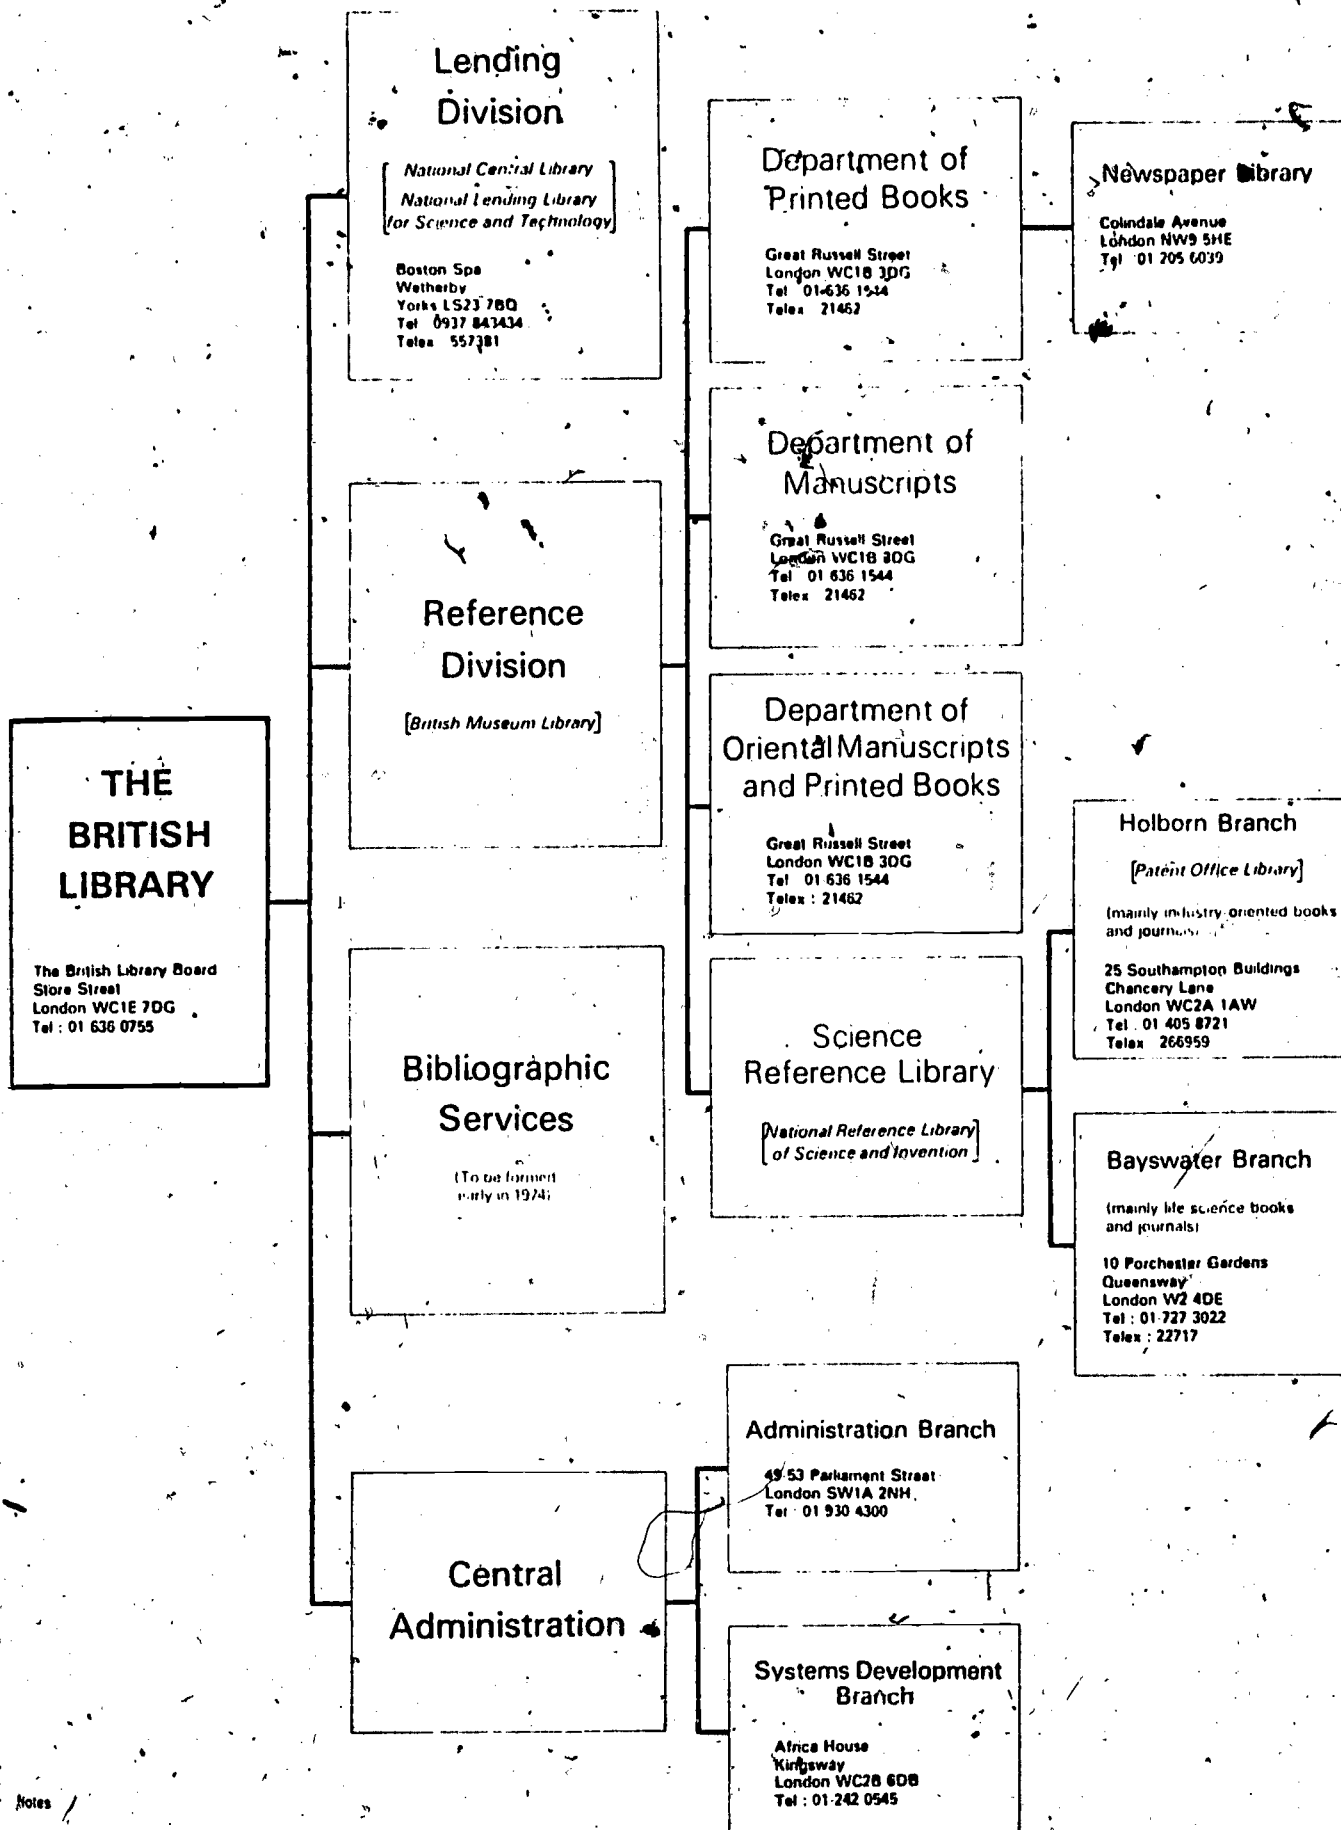 THE
BRITISH
LIBRARY
The British Library Board
Store Street
London WC1E 7DG
Tel : 01 636 0755
Lending
Division
[National Central Library
National Lending Library
for Science and Technology]
Boston Spa
Wetherby
Yorks LS23 7BQ
Tel 0937 843434
Telex 557381
Reference
Division
[British Museum Library]
Bibliographic
Services
(To be formed
early in 1974)
Central
Administration
Department of
Printed Books
Great Russell Street
London WC1B 3DG
Tel 01-636 1544
Telex 21462
Department of
Manuscripts
Great Russell Street
London WC1B 3DG
Tel 01 636 1544
Telex 21462
Department of
Oriental Manuscripts
and Printed Books
Great Russell Street
London WC1B 3DG
Tel 01-636 1544
Telex : 21462
Science
Reference Library
[National Reference Library
of Science and Invention]
Administration Branch
49-53 Parliament Street
London SW1A 2NH
Tel 01 930 4300
Systems Development
Branch
Africa House
Kingsway
London WC2B 6DB
Tel : 01-242 0545
Newspaper Library
Colindale Avenue
London NW9 5HE
Tel 01 205 6039
Holborn Branch
[Patent Office Library]
(mainly industry-oriented books
and journals)
25 Southampton Buildings
Chancery Lane
London WC2A 1AW
Tel 01 405 8721
Telex 266959
Bayswater Branch
(mainly life science books
and journals)
10 Porchester Gardens
Queensway
London W2 4DE
Tel : 01-727 3022
Telex : 22717
Notes